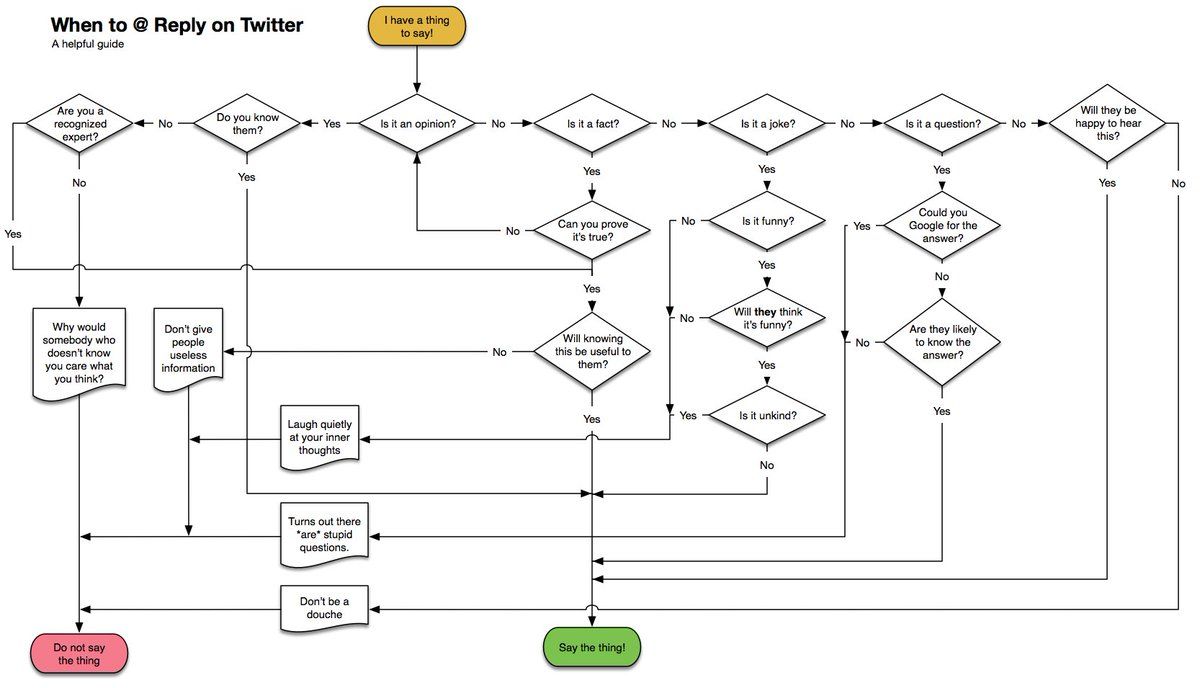 When to @ Reply on Twitter
A helpful guide
I have a thing
to say!
Are you a
recognized
expert?
No
Do you know
them?
Yes
Is it an opinion?
No
Is it a fact?
No
Is it a joke?
No
Is it a question?
No
Will they be
happy to hear
this?
No
Yes
Yes
Yes
Yes
Yes
Yes
No
Yes
No
Can you prove
it's true?
No
Is it funny?
Yes
Could you
Google for the
answer?
Yes
Yes
No
Why would
somebody who
doesn't know
you care what
you think?
Don't give
people
useless
information
No
Will knowing
this be useful to
them?
No
Will they think
it's funny?
No
Are they likely
to know the
answer?
Yes
Yes
Yes
Laugh quietly
at your inner
thoughts
Yes
Is it unkind?
No
Turns out there
*are* stupid
questions.
Don't be a
douche
Do not say
the thing
Say the thing!